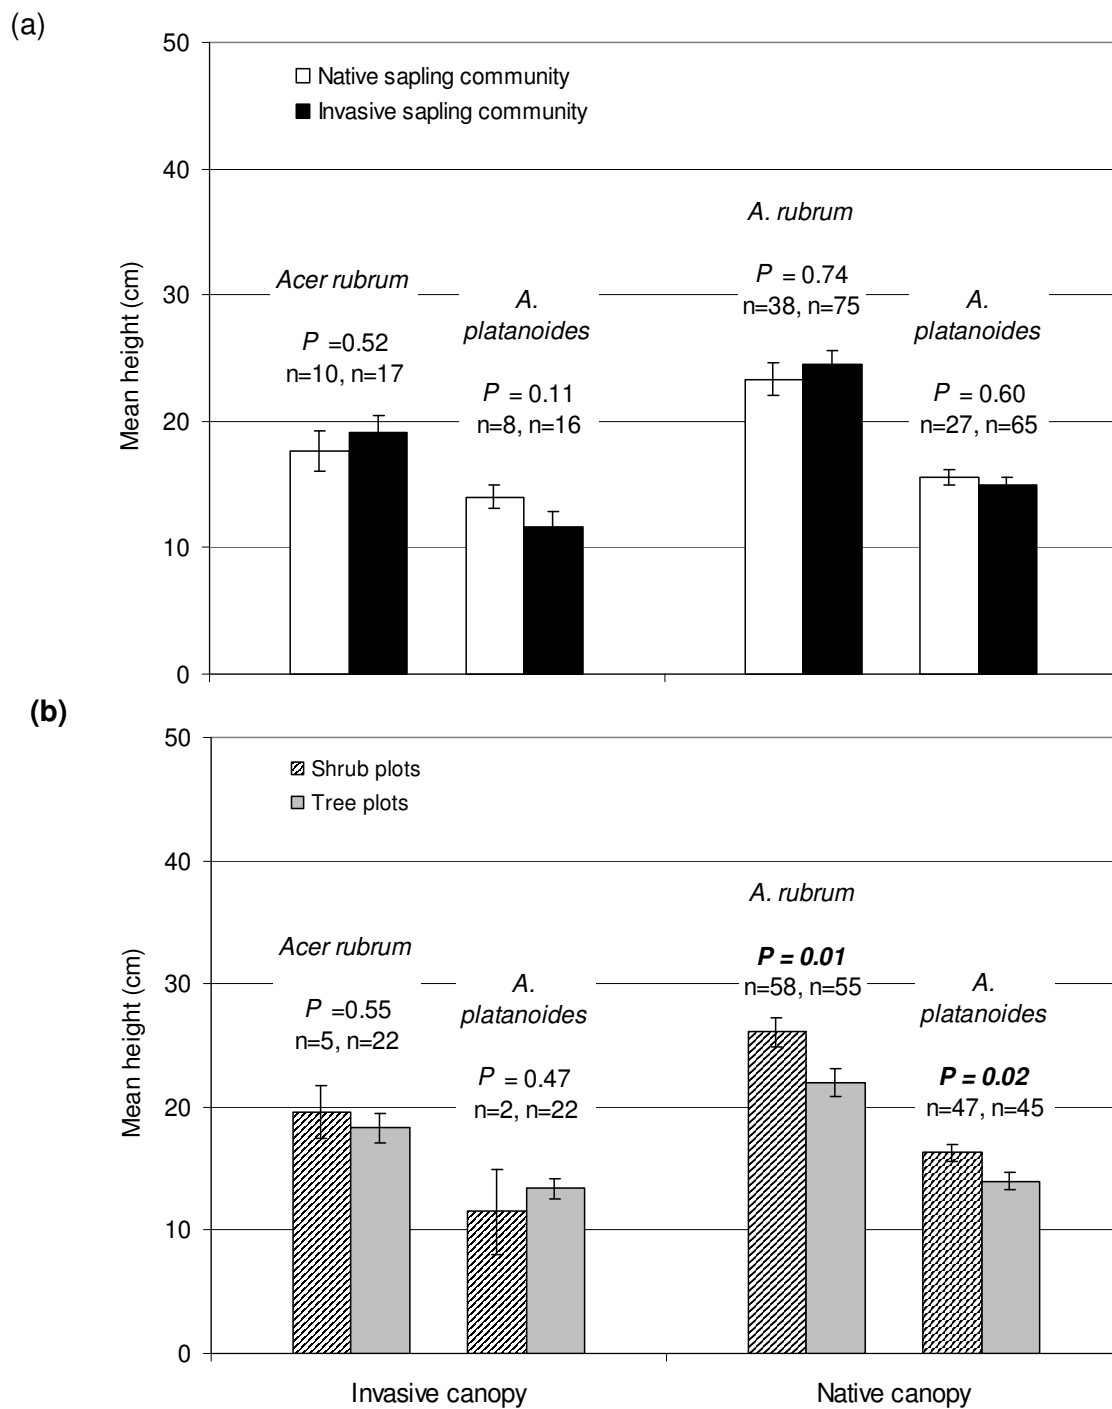 (a)
50
Native sapling community
Invasive sapling community
40
A. rubrum
Acer rubrum
P = 0.74
30
A.
n=38, n=75
A.
platanoides
platanoides
P =0.52
n=10, n=17
P = 0.11
P = 0.60
20
n=8, n=16
n=27, n=65
10
0
Mean height (cm)
(b)
50
Shrub plots
Tree plots
40
A. rubrum
Acer rubrum
P = 0.01
30
A.
n=58, n=55
A.
platanoides
platanoides
P =0.55
n=5, n=22
P = 0.47
P = 0.02
20
n=2, n=22
n=47, n=45
10
0
Mean height (cm)
Invasive canopy
Native canopy